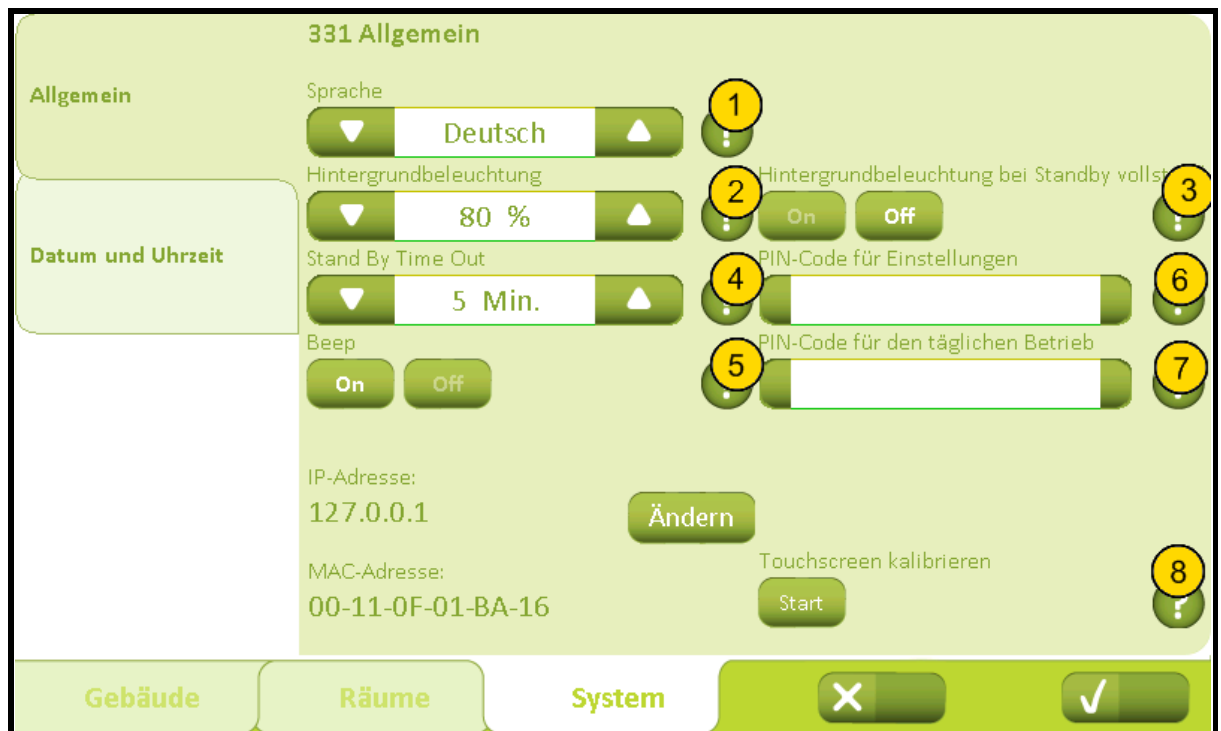 331 Allgemein
Allgemein
Sprache
Deutsch
1
Hintergrundbeleuchtung
80 %
2
Hintergrundbeleuchtung bei Standby
On
Off
3
Datum und Uhrzeit
Stand By Time Out
5 Min.
4
PIN-Code für Einstellungen
6
Beep
On
Off
5
PIN-Code für den täglichen Betrieb
7
IP-Adresse:
127.0.0.1
Ändern
MAC-Adresse:
00-11-0F-01-BA-16
Touchscreen kalibrieren
Start
8
?
Gebäude
Räume
System